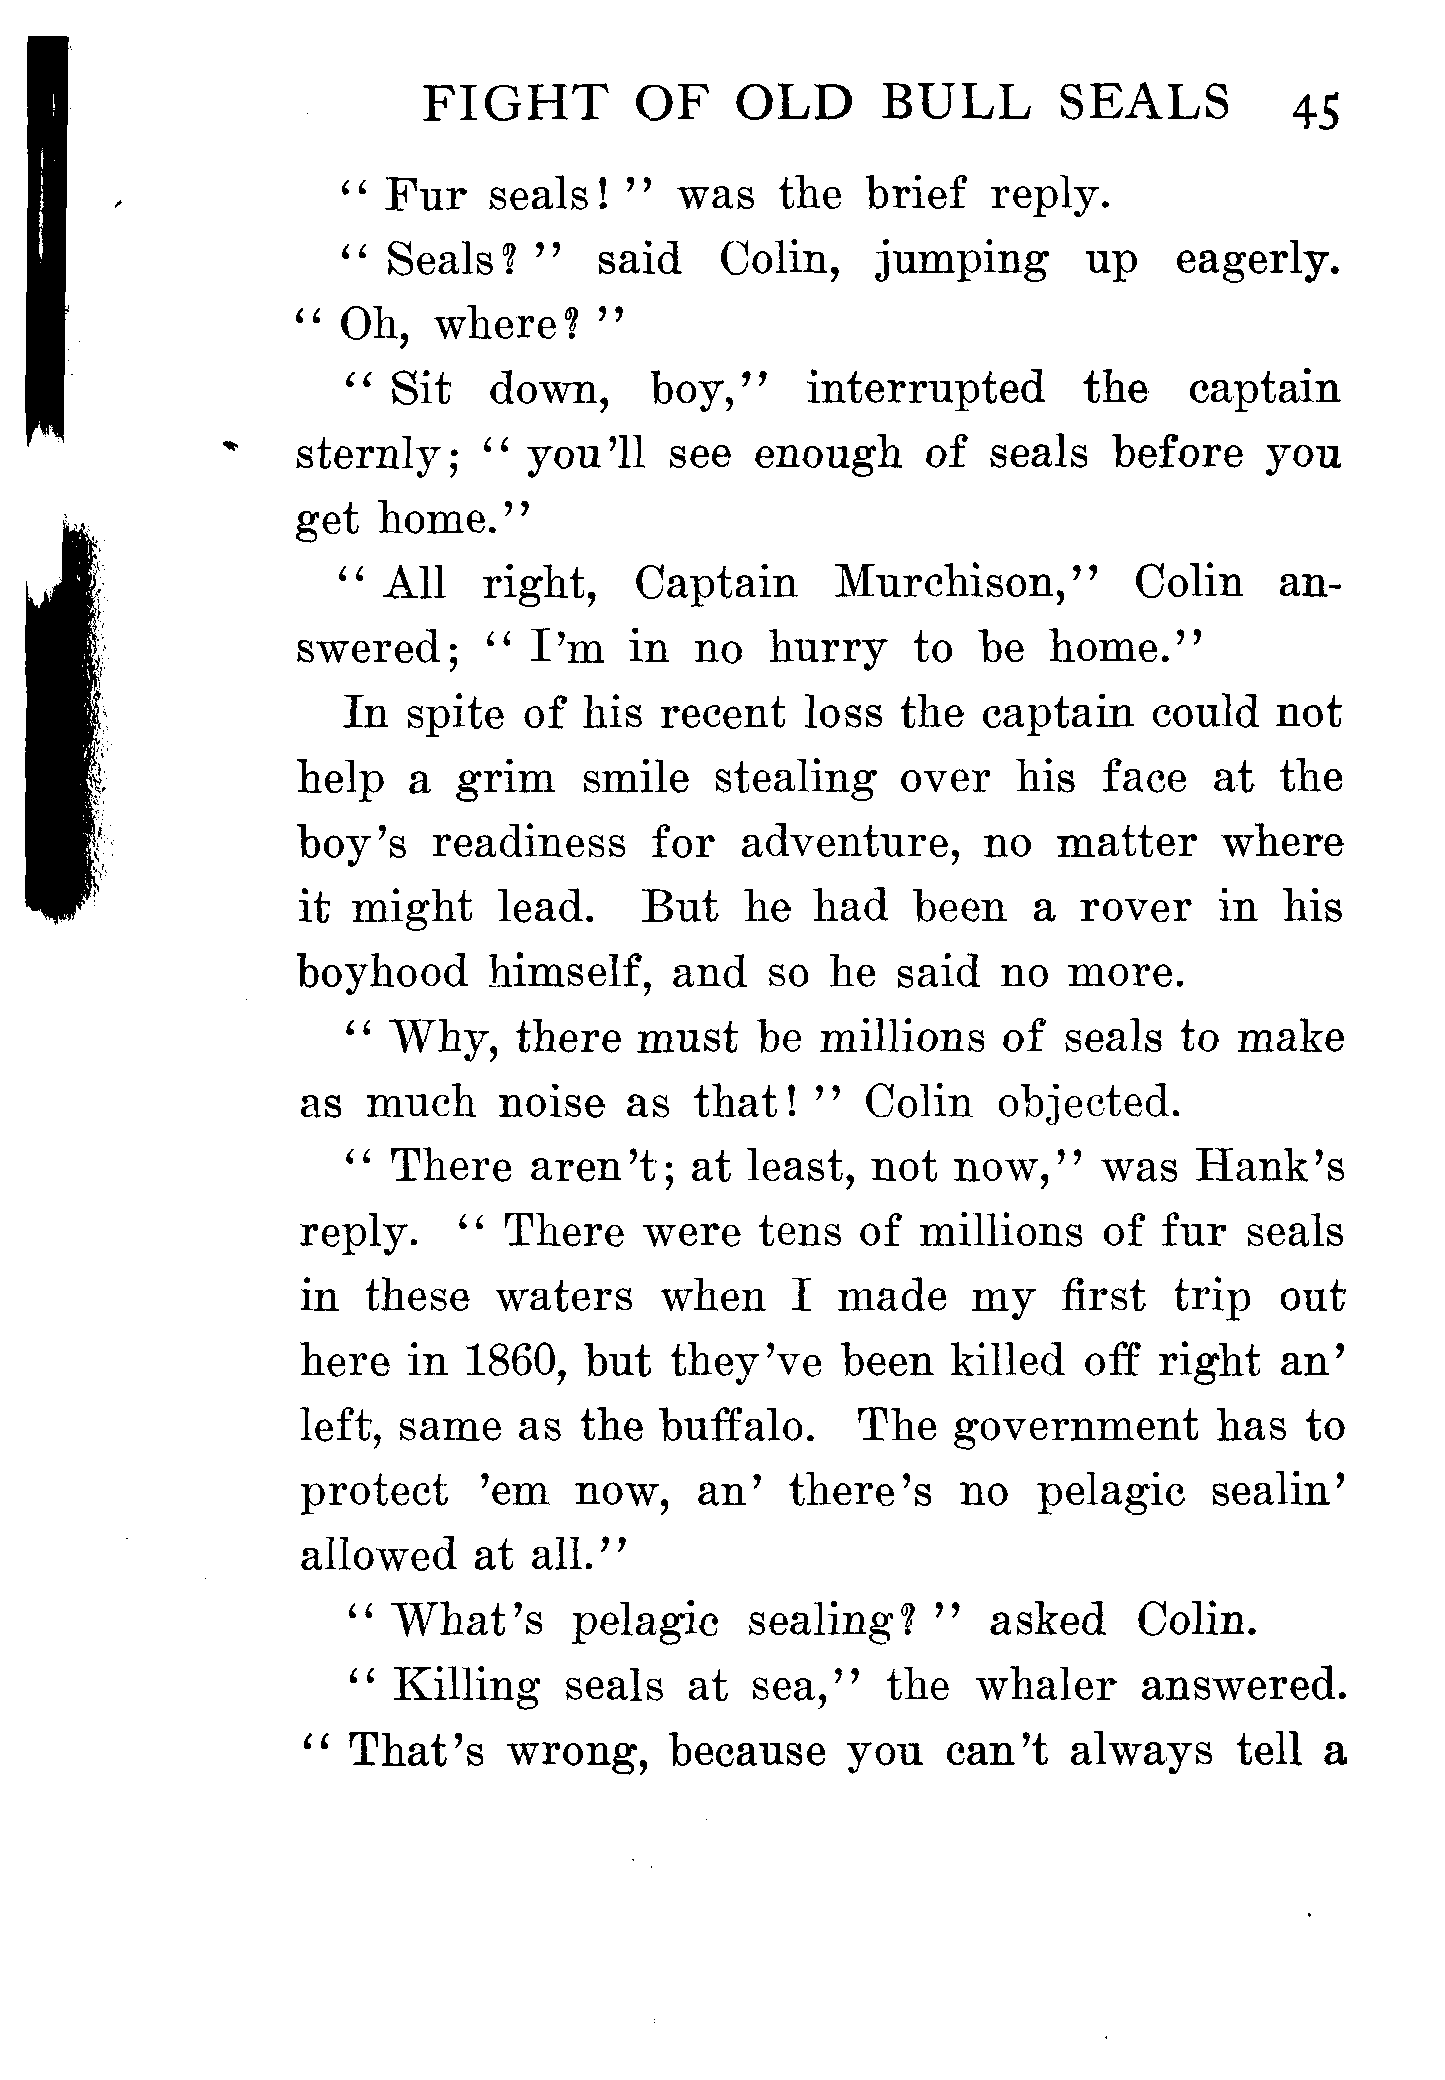 FIGHT OF OLD BULL SEALS 45
“ Fur seals! ” was the brief reply.
“ Seals? ” said Colin, jumping up eagerly.
“ Oh, where? ”
“ Sit down, boy,” interrupted the captain
sternly; “ you’ll see enough of seals before you
get home.”
“ All right, Captain Murchison,” Colin an-
swered; “ I’m in no hurry to be home.”
In spite of his recent loss the captain could not
help a grim smile stealing over his face at the
boy’s readiness for adventure, no matter where
it might lead. But he had been a rover in his
boyhood himself, and so he said no more.
“ Why, there must be millions of seals to make
as much noise as that! ” Colin objected.
“ There aren’t; at least, not now,” was Hank’s
reply. “ There were tens of millions of fur seals
in these waters when I made my first trip out
here in 1860, but they’ve been killed off right an’
left, same as the buffalo. The government has to
protect ’em now, an’ there’s no pelagic sealin’
allowed at all.”
“ What’s pelagic sealing? ” asked Colin.
“ Killing seals at sea,” the whaler answered.
“ That’s wrong, because you can’t always tell a